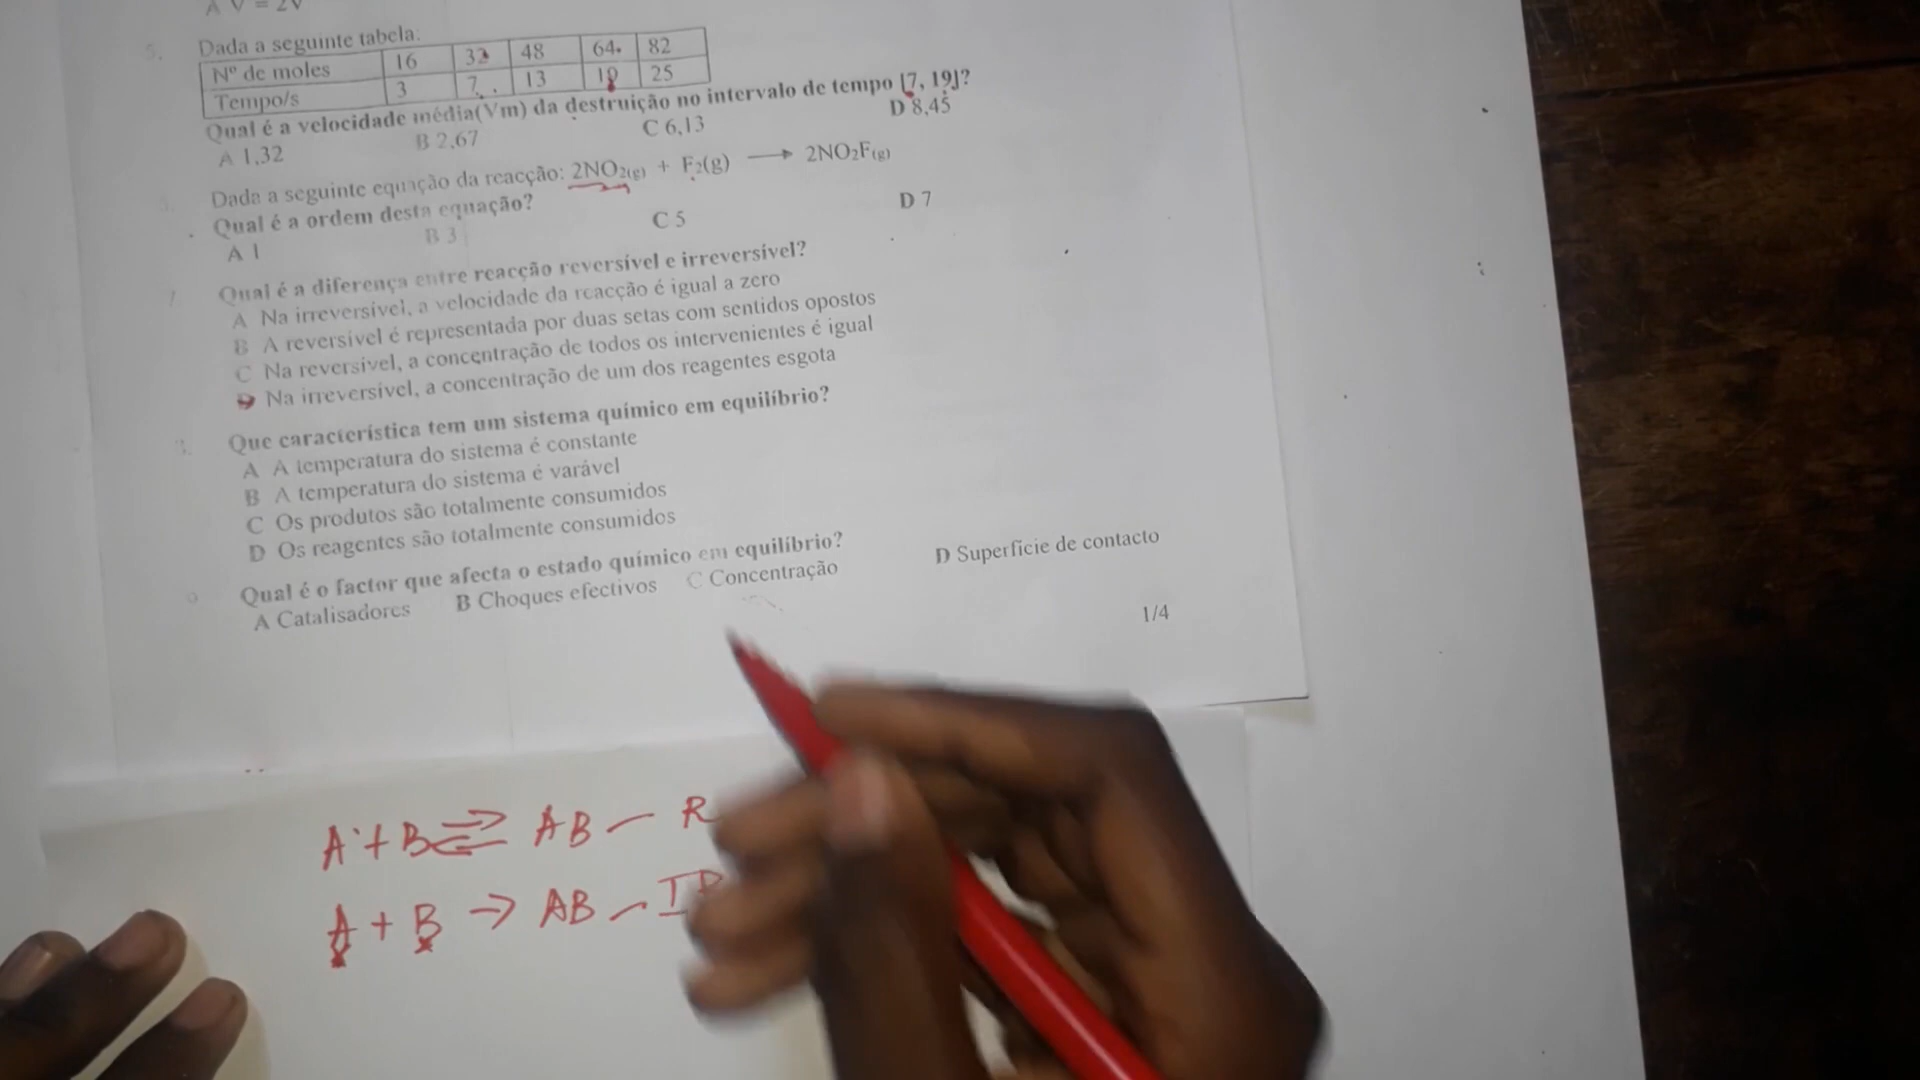 A V = 2V
5. Dada a seguinte tabela:
Nº de moles 16 32 48 64 82
Tempo/s 3 7 13 19 25
Qual é a velocidade média(Vm) da destruição no intervalo de tempo [7, 19]?
A 1,32 B 2,67 C 6,13 D 8,45
Dada a seguinte equação da reacção: 2NO₂(g) + F₂(g) ⟶ 2NO₂F(g)
Qual é a ordem desta equação?
A 1 B 3 C 5 D 7
7. Qual é a diferença entre reacção reversível e irreversível?
A Na irreversível, a velocidade da reacção é igual a zero
B A reversível é representada por duas setas com sentidos opostos
C Na reversível, a concentração de todos os intervenientes é igual
D Na irreversível, a concentração de um dos reagentes esgota
Que característica tem um sistema químico em equilíbrio?
A A temperatura do sistema é constante
B A temperatura do sistema é varável
C Os produtos são totalmente consumidos
D Os reagentes são totalmente consumidos
Qual é o factor que afecta o estado químico em equilíbrio?
A Catalisadores B Choques efectivos C Concentração D Superfície de contacto
1/4
A + B ⇌ AB – R
A + B → AB – IR